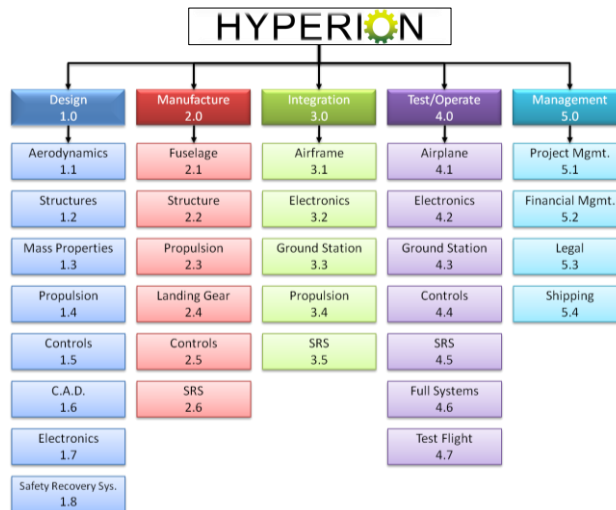 HYPERION
Design
1.0
Manufacture
2.0
Integration
3.0
Test/Operate
4.0
Management
5.0
Aerodynamics
1.1
Fuselage
2.1
Airframe
3.1
Airplane
4.1
Project Mgmt.
5.1
Structures
1.2
Structure
2.2
Electronics
3.2
Electronics
4.2
Financial Mgmt.
5.2
Mass Properties
1.3
Propulsion
2.3
Ground Station
3.3
Ground Station
4.3
Legal
5.3
Propulsion
1.4
Landing Gear
2.4
Propulsion
3.4
Controls
4.4
Shipping
5.4
Controls
1.5
Controls
2.5
SRS
3.5
SRS
4.5
C.A.D.
1.6
SRS
2.6
Full Systems
4.6
Electronics
1.7
Test Flight
4.7
Safety Recovery Sys.
1.8